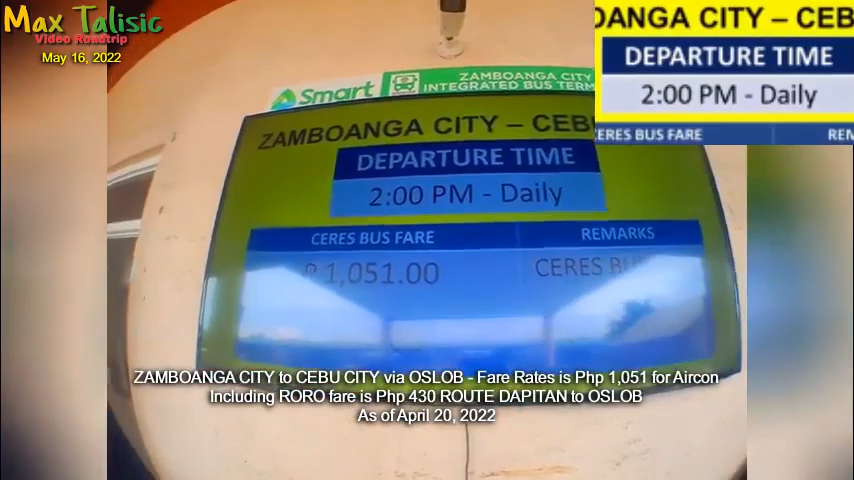 Max Talisic
Video Roadtrip
May 16, 2022
Smart
ZAMBOANGA CITY
INTEGRATED BUS TERM
ZAMBOANGA CITY – CEB
DEPARTURE TIME
2:00 PM - Daily
CERES BUS FARE
REMARKS
1,051.00
CERES
DANGA CITY – CEB
DEPARTURE TIME
2:00 PM - Daily
CERES BUS FARE
REM
ZAMBOANGA CITY to CEBU CITY via OSLOB - Fare Rates is Php 1,051 for Aircon
Including RORO fare is Php 430 ROUTE DAPITAN to OSLOB
As of April 20, 2022